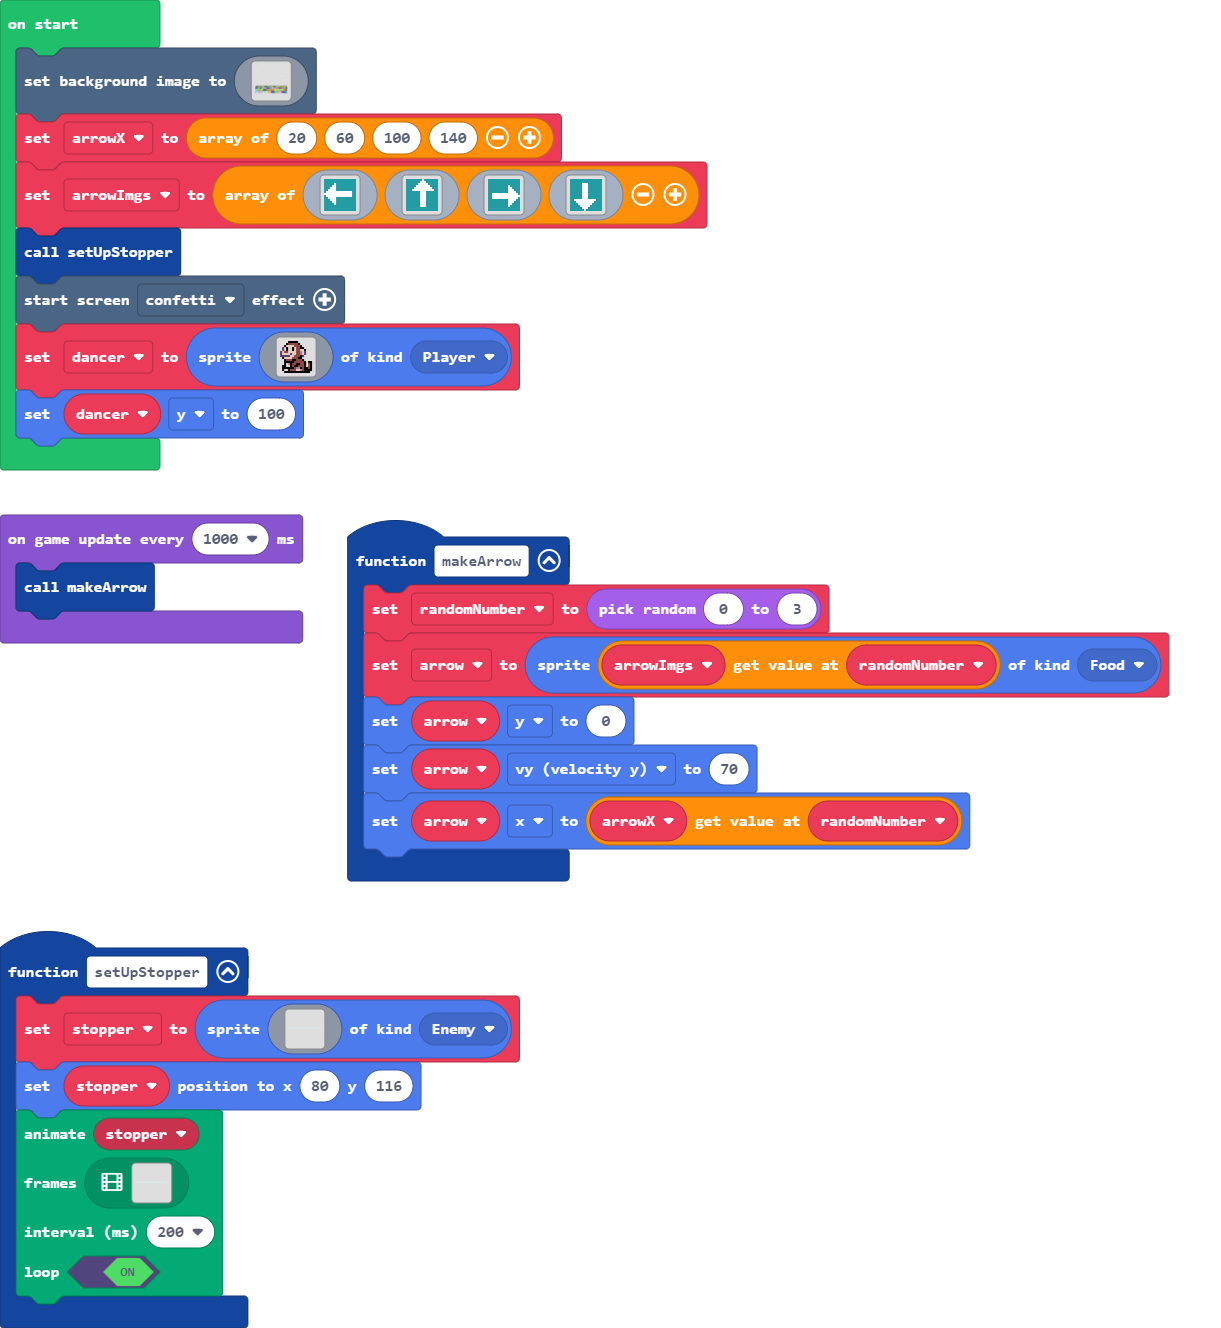 on start
set background image to
set arrowX to array of 20 60 100 140
set arrowImgs to array of
call setUpStopper
start screen confetti effect
set dancer to sprite of kind Player
set dancer y to 100
on game update every 1000 ms
call makeArrow
function makeArrow
set randomNumber to pick random 0 to 3
set arrow to sprite arrowImgs get value at randomNumber of kind Food
set arrow y to 0
set arrow vy (velocity y) to 70
set arrow x to arrowX get value at randomNumber
function setUpStopper
set stopper to sprite of kind Enemy
set stopper position to x 80 y 116
animate stopper
frames
interval (ms) 200
loop ON